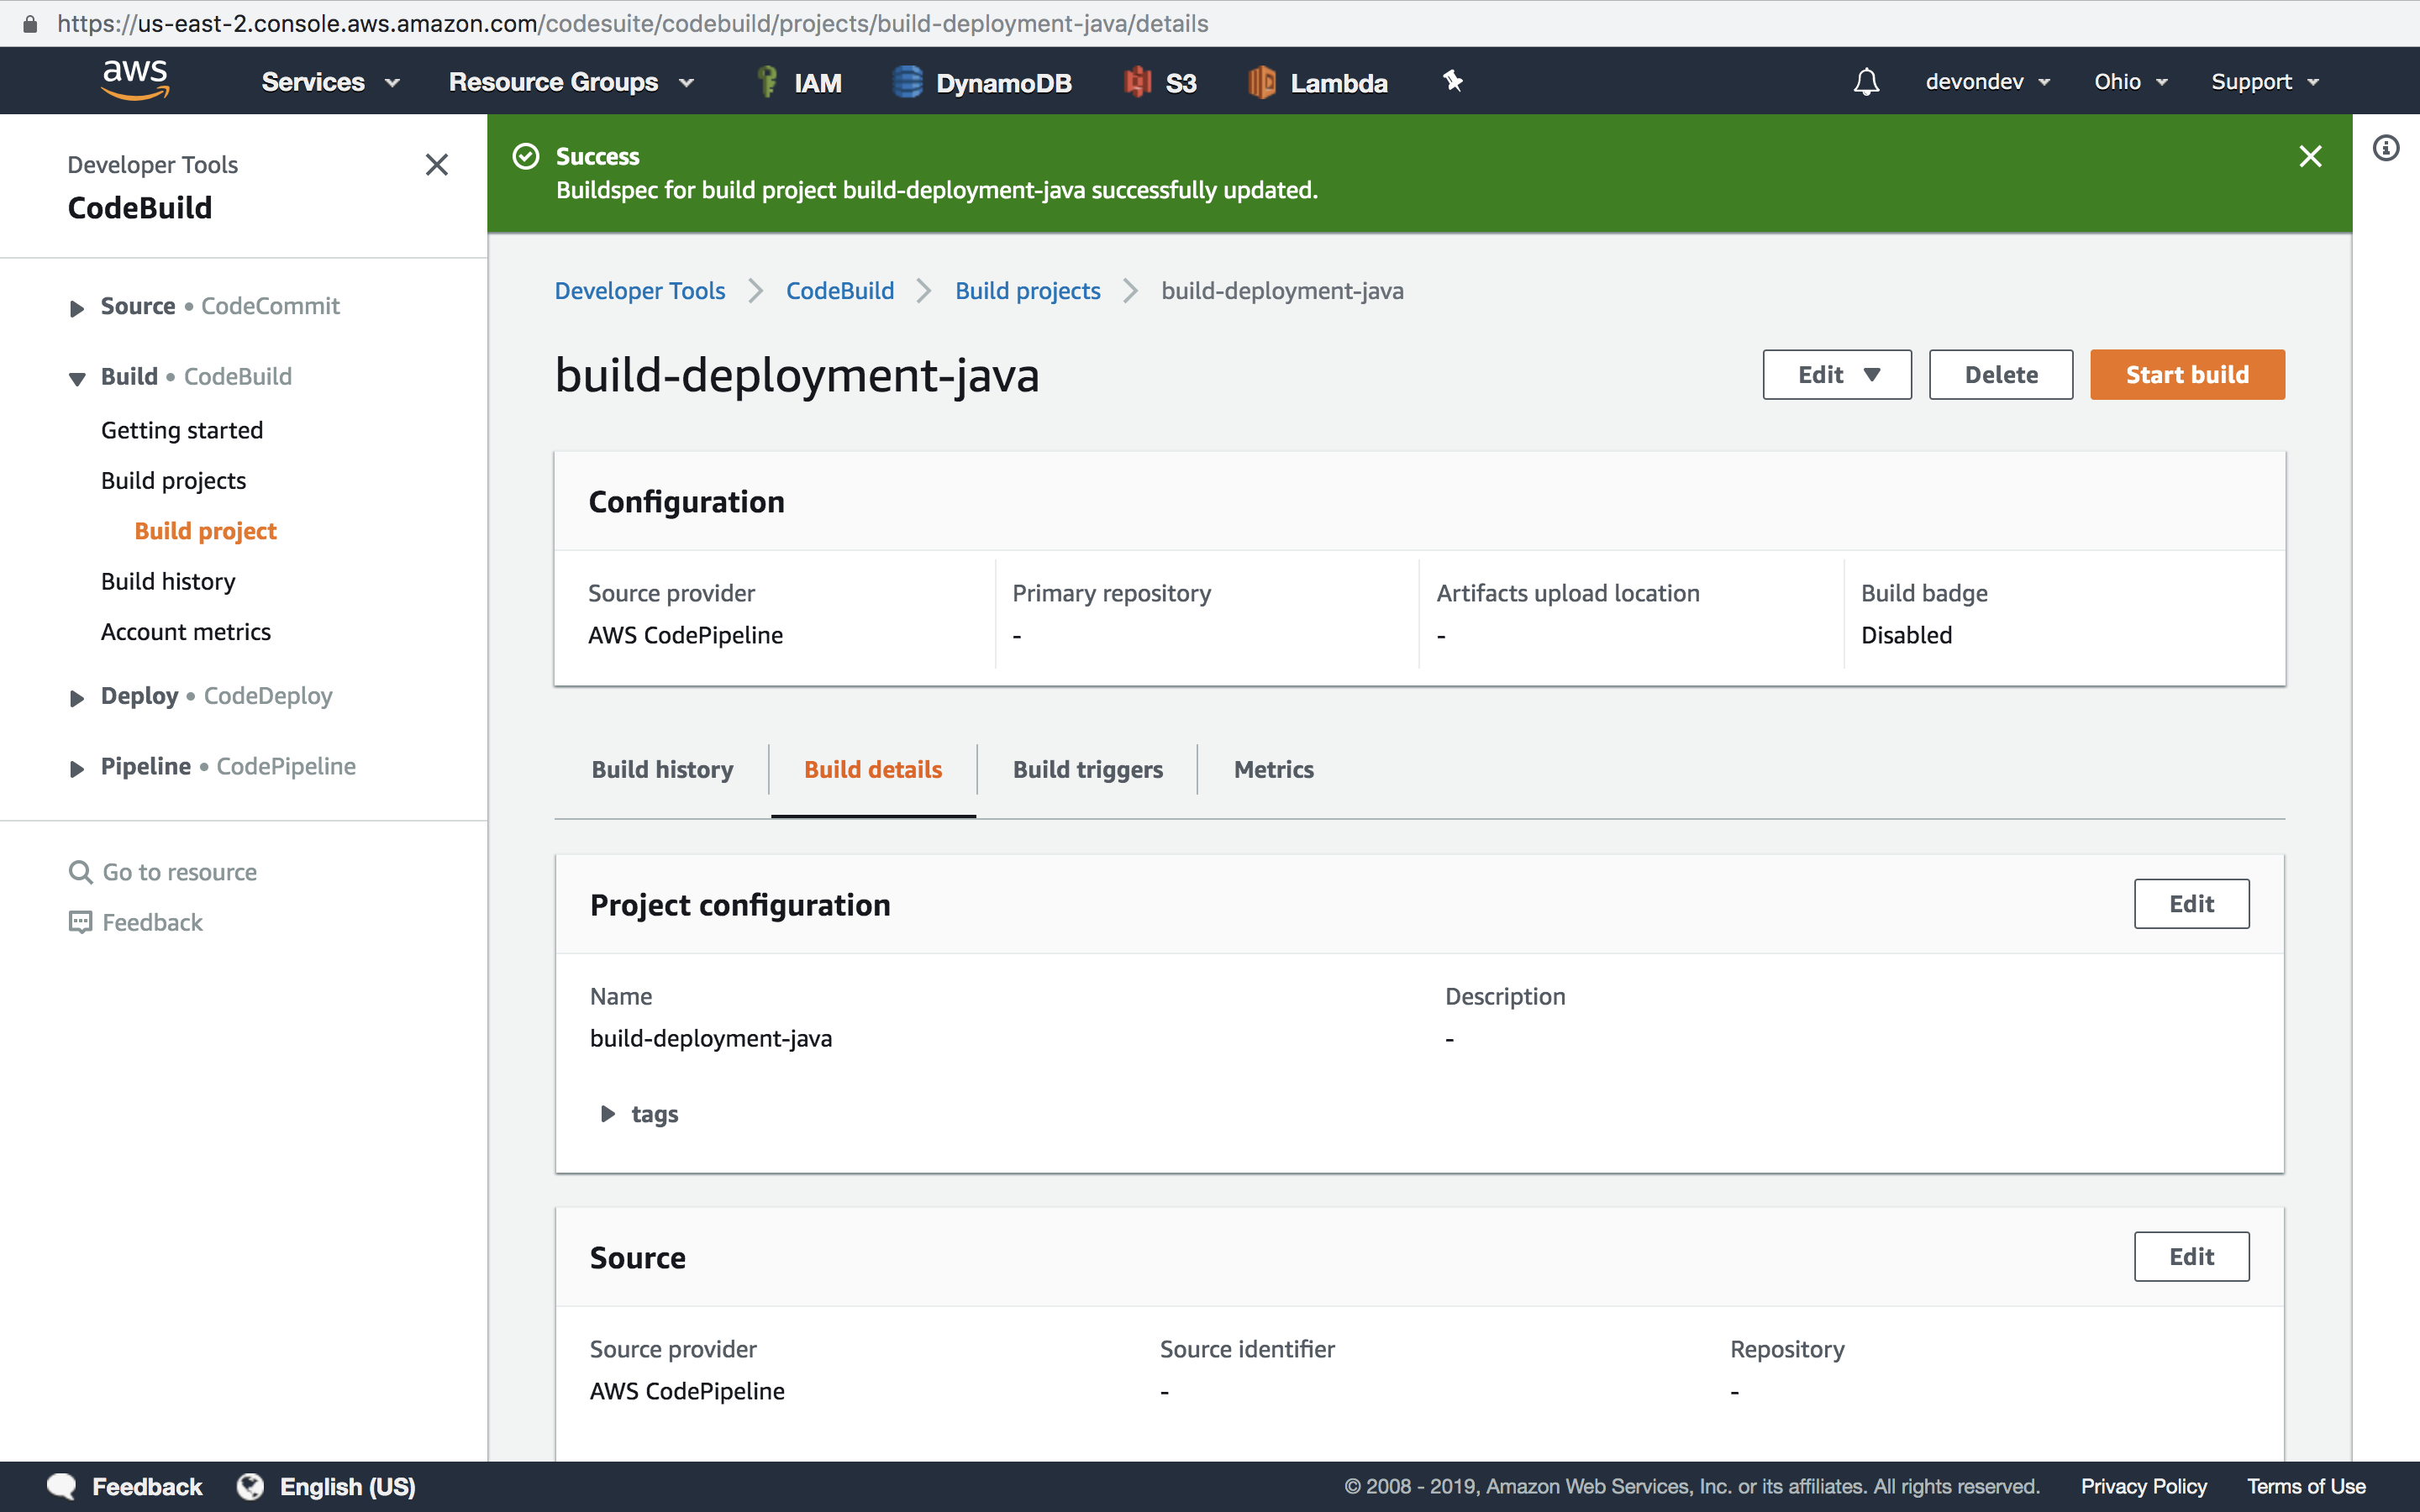 https://us-east-2.console.aws.amazon.com/codesuite/codebuild/projects/build-deployment-java/details
aws Services Resource Groups IAM DynamoDB S3 Lambda devondev Ohio Support
Developer Tools
CodeBuild
Source • CodeCommit
Build • CodeBuild
Getting started
Build projects
Build project
Build history
Account metrics
Deploy • CodeDeploy
Pipeline • CodePipeline
Go to resource
Feedback
Success
Buildspec for build project build-deployment-java successfully updated.
Developer Tools CodeBuild Build projects build-deployment-java
build-deployment-java
Edit Delete Start build
Configuration
Source provider Primary repository Artifacts upload location Build badge
AWS CodePipeline - - Disabled
Build history Build details Build triggers Metrics
Project configuration Edit
Name Description
build-deployment-java -
tags
Source Edit
Source provider Source identifier Repository
AWS CodePipeline - -
Feedback English (US) © 2008 - 2019, Amazon Web Services, Inc. or its affiliates. All rights reserved. Privacy Policy Terms of Use